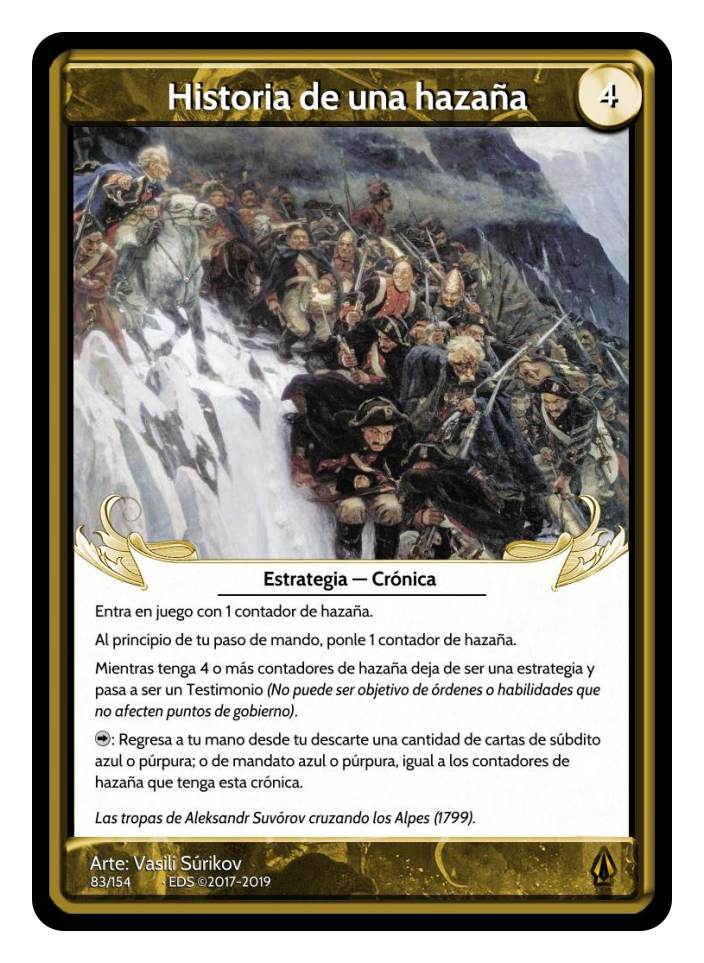 Historia de una hazaña
4
Estrategia — Crónica
Entra en juego con 1 contador de hazaña.
Al principio de tu paso de mando, ponle 1 contador de hazaña.
Mientras tenga 4 o más contadores de hazaña deja de ser una estrategia y
pasa a ser un Testimonio (No puede ser objetivo de órdenes o habilidades que
no afecten puntos de gobierno).
: Regresa a tu mano desde tu descarte una cantidad de cartas de súbdito
azul o púrpura; o de mandato azul o púrpura, igual a los contadores de
hazaña que tenga esta crónica.
Las tropas de Aleksandr Suvórov cruzando los Alpes (1799).
Arte: Vasili Súrikov
83/154 · EDS ©2017-2019